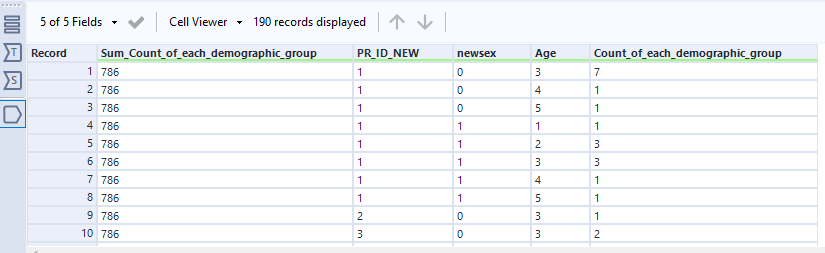 5 of 5 Fields Cell Viewer 190 records displayed
Record Sum_Count_of_each_demographic_group PR_ID_NEW newsex Age Count_of_each_demographic_group
1 786 1 0 3 7
2 786 1 0 4 1
3 786 1 0 5 1
4 786 1 1 1 1
5 786 1 1 2 3
6 786 1 1 3 3
7 786 1 1 4 1
8 786 1 1 5 1
9 786 2 0 3 1
10 786 3 0 3 2